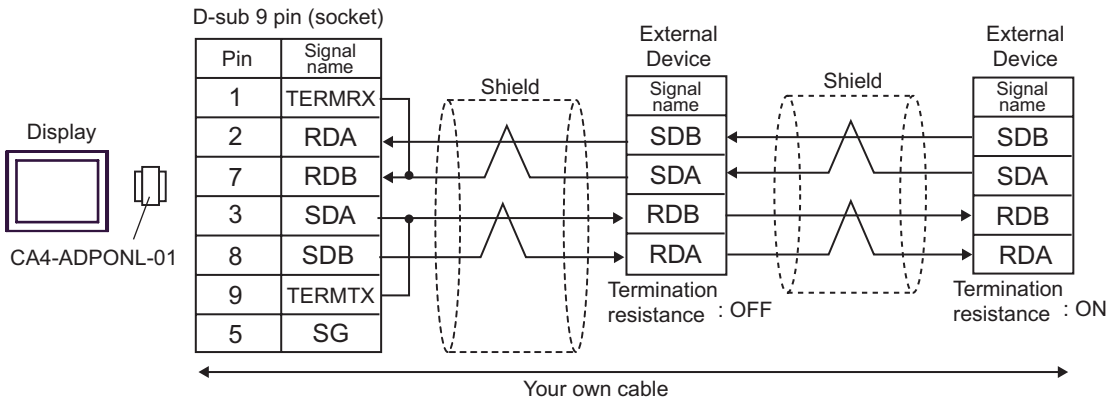 D-sub 9 pin (socket)
Pin
Signal
name
1
TERMRX
2
RDA
7
RDB
3
SDA
8
SDB
9
TERMTX
5
SG
Display
CA4-ADPONL-01
Shield
External
Device
Signal
name
SDB
SDA
RDB
RDA
Termination
resistance : OFF
Shield
External
Device
Signal
name
SDB
SDA
RDB
RDA
Termination
resistance : ON
Your own cable